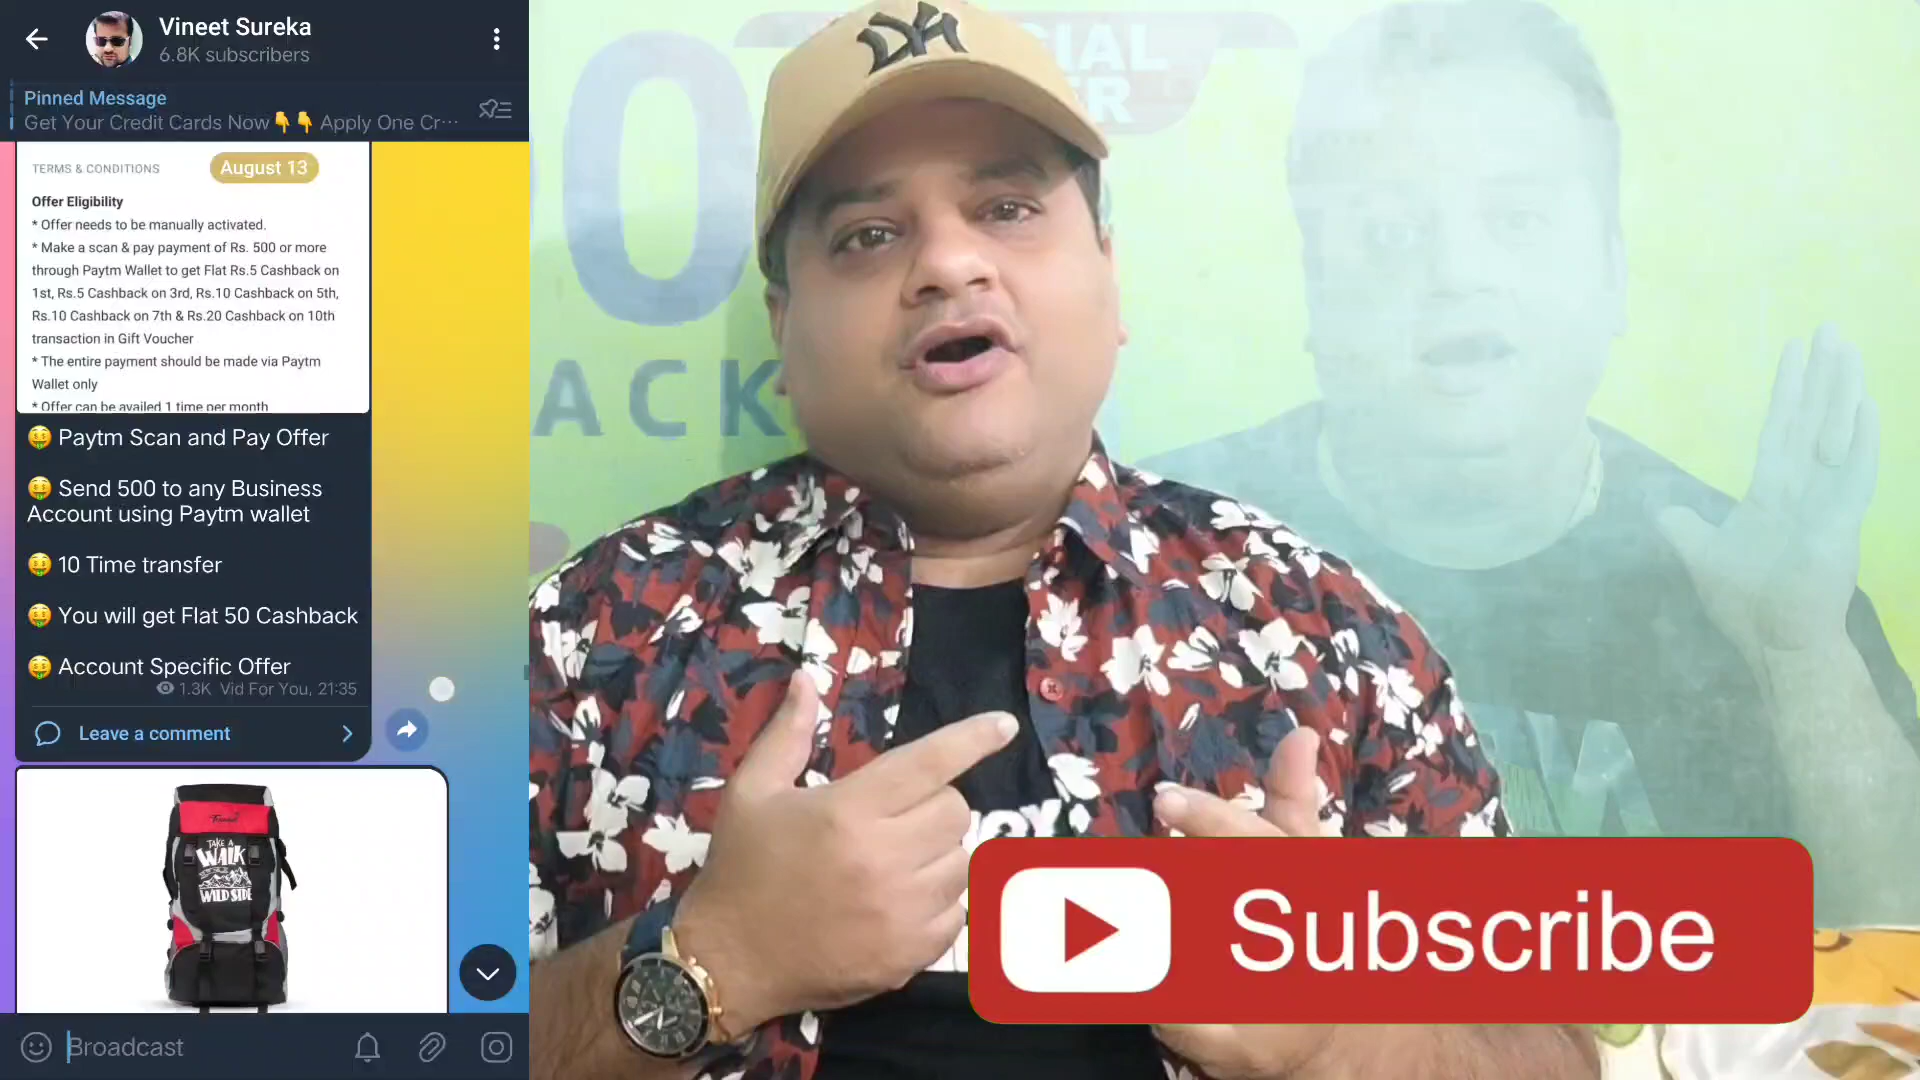 Vineet Sureka
6.8K subscribers
Pinned Message
Get Your Credit Cards Now👇👇 Apply One Cr...
TERMS & CONDITIONS
August 13
Offer Eligibility
* Offer needs to be manually activated.
* Make a scan & pay payment of Rs. 500 or more
through Paytm Wallet to get Flat Rs.5 Cashback on
1st, Rs.5 Cashback on 3rd, Rs.10 Cashback on 5th,
Rs.10 Cashback on 7th & Rs.20 Cashback on 10th
transaction in Gift Voucher
* The entire payment should be made via Paytm
Wallet only
* Offer can be availed 1 time per month
🤑 Paytm Scan and Pay Offer
🤑 Send 500 to any Business
Account using Paytm wallet
🤑 10 Time transfer
🤑 You will get Flat 50 Cashback
🤑 Account Specific Offer
1.3K Vid For You, 21:35
Leave a comment
TAKE A
WALK
WILD SIDE
Broadcast
ACK
Subscribe